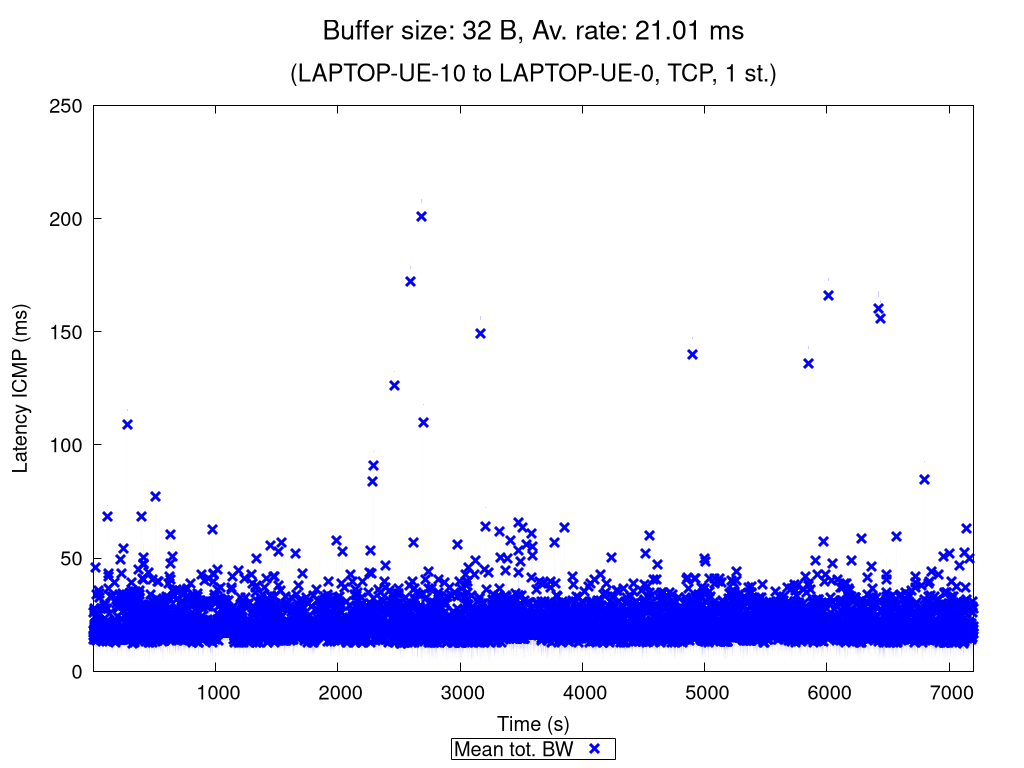 Buffer size: 32 B, Av. rate: 21.01 ms
(LAPTOP-UE-10 to LAPTOP-UE-0, TCP, 1 st.)
250
200
150
100
50
0
Latency ICMP (ms)
1000 2000 3000 4000 5000 6000 7000
Time (s)
Mean tot. BW